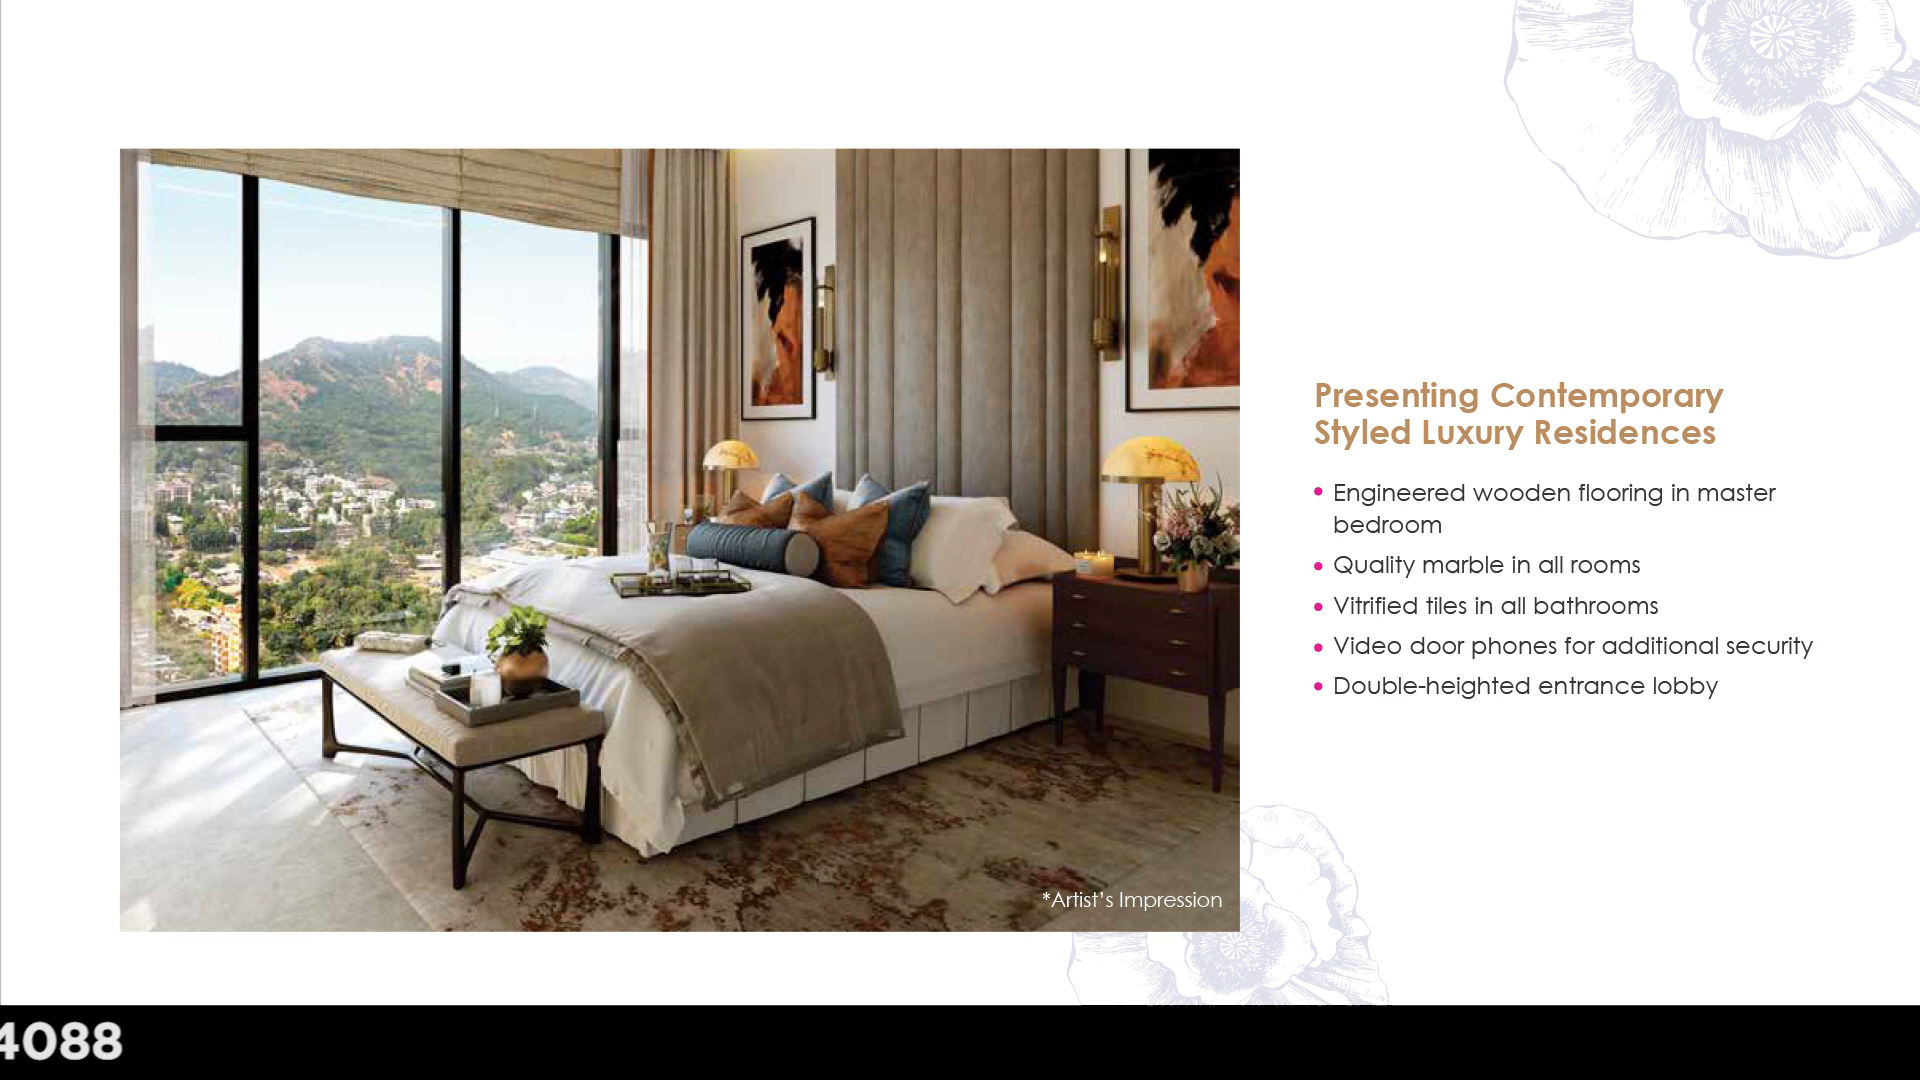 Presenting Contemporary
Styled Luxury Residences
• Engineered wooden flooring in master
bedroom
• Quality marble in all rooms
• Vitrified tiles in all bathrooms
• Video door phones for additional security
• Double-heighted entrance lobby
*Artist's Impression
4088